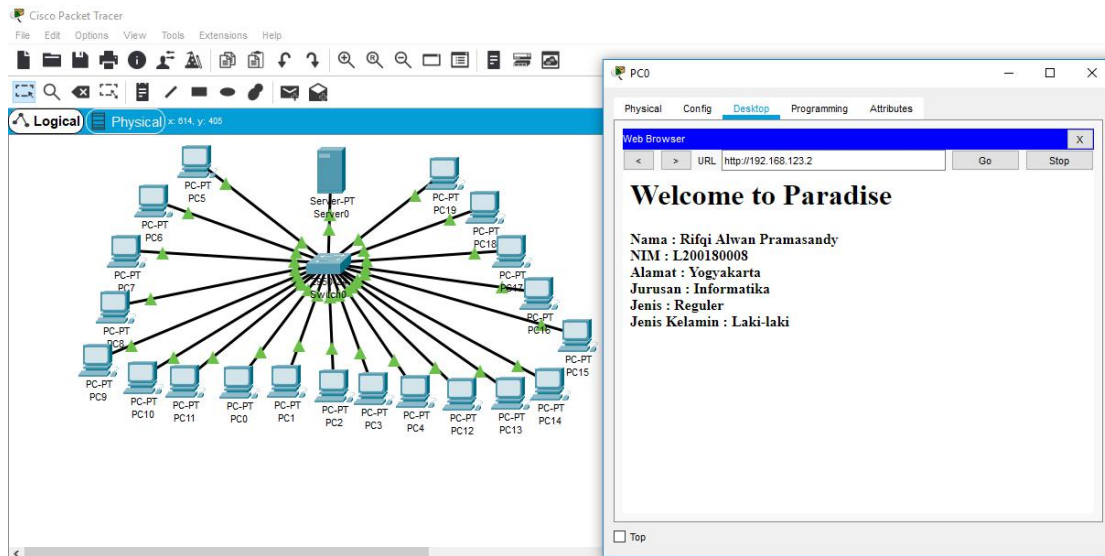 Cisco Packet Tracer
File Edit Options View Tools Extensions Help
Logical Physical x: 614, y: 405
PC-PT
PC5
Server-PT
Server0
PC-PT
PC19
PC-PT
PC6
PC-PT
PC18
PC-PT
PC7
PC-PT
PC17
PC-PT
PC8
PC-PT
PC16
Switch0
PC-PT
PC15
PC-PT
PC9
PC-PT
PC10
PC-PT
PC11
PC-PT
PC0
PC-PT
PC1
PC-PT
PC2
PC-PT
PC3
PC-PT
PC4
PC-PT
PC12
PC-PT
PC13
PC-PT
PC14
PC0
Physical Config Desktop Programming Attributes
Web Browser X
< > URL http://192.168.123.2 Go Stop
Welcome to Paradise
Nama : Rifqi Alwan Pramasandy
NIM : L200180008
Alamat : Yogyakarta
Jurusan : Informatika
Jenis : Reguler
Jenis Kelamin : Laki-laki
Top